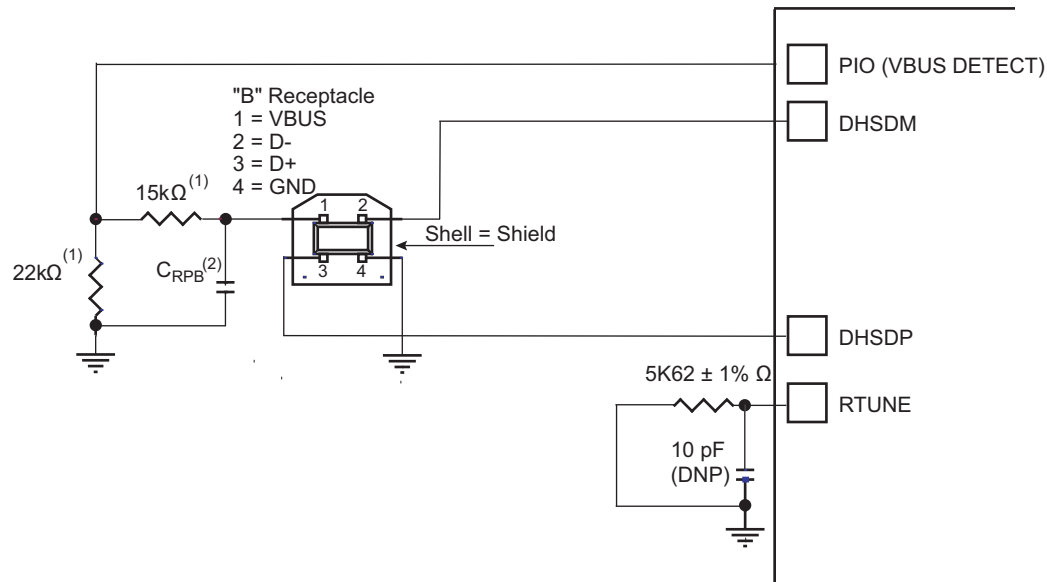 PIO (VBUS DETECT)
"B" Receptacle
1 = VBUS
2 = D-
3 = D+
4 = GND
DHSDM
15kΩ(1)
1 2
Shell = Shield
22kΩ(1)
CRPB(2)
3 4
DHSDP
5K62 ± 1% Ω
RTUNE
10 pF
(DNP)